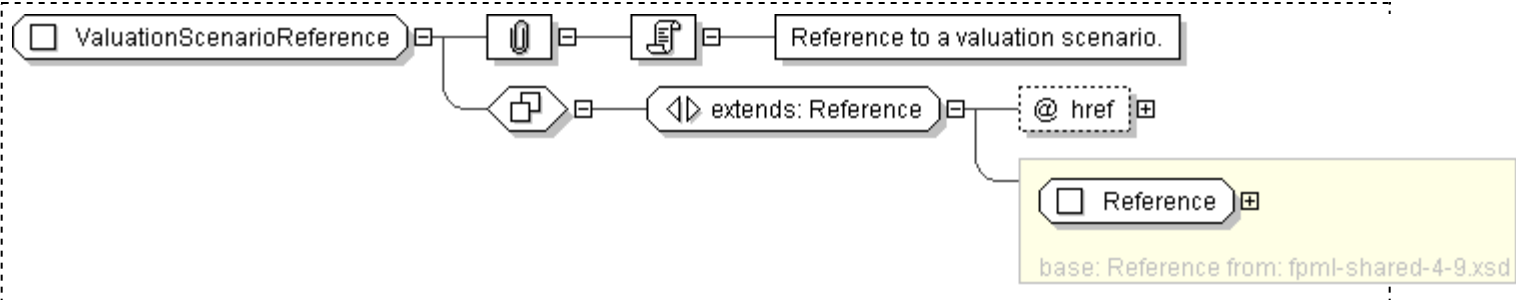 ValuationScenarioReference
Reference to a valuation scenario.
extends: Reference
@ href
Reference
base: Reference from: fpml-shared-4-9.xsd